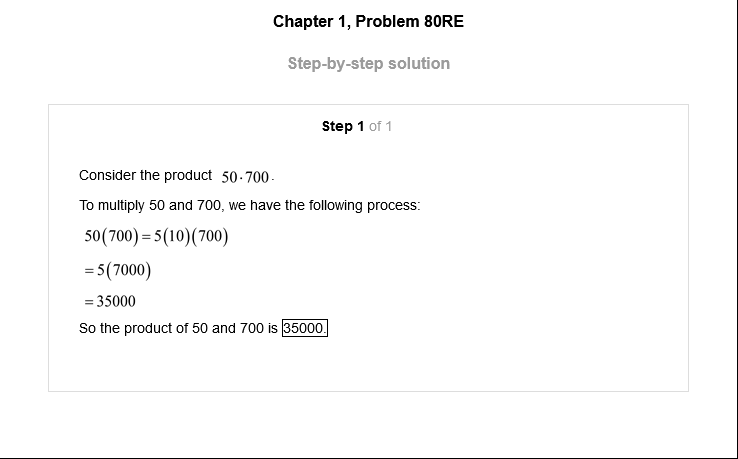 Chapter 1, Problem 80RE
Step-by-step solution
Step 1 of 1
Consider the product 50·700.
To multiply 50 and 700, we have the following process:
50(700)=5(10)(700)
=5(7000)
=35000
So the product of 50 and 700 is 35000.